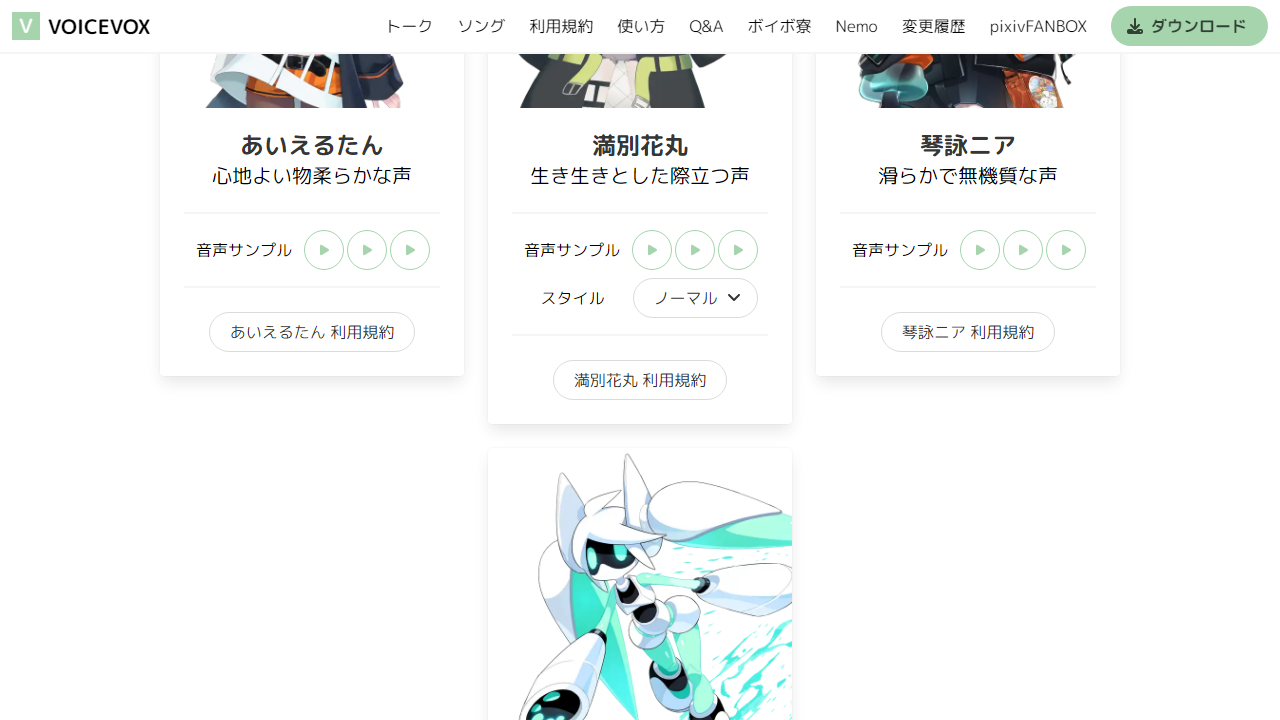 V VOICEVOX トーク ソング 利用規約 使い方 Q&A ボイボ寮 Nemo 変更履歴 pixivFANBOX ダウンロード
あいえるたん
心地よい物柔らかな声
音声サンプル
あいえるたん 利用規約
満別花丸
生き生きとした際立つ声
音声サンプル
スタイル ノーマル
満別花丸 利用規約
琴詠ニア
滑らかで無機質な声
音声サンプル
琴詠ニア 利用規約